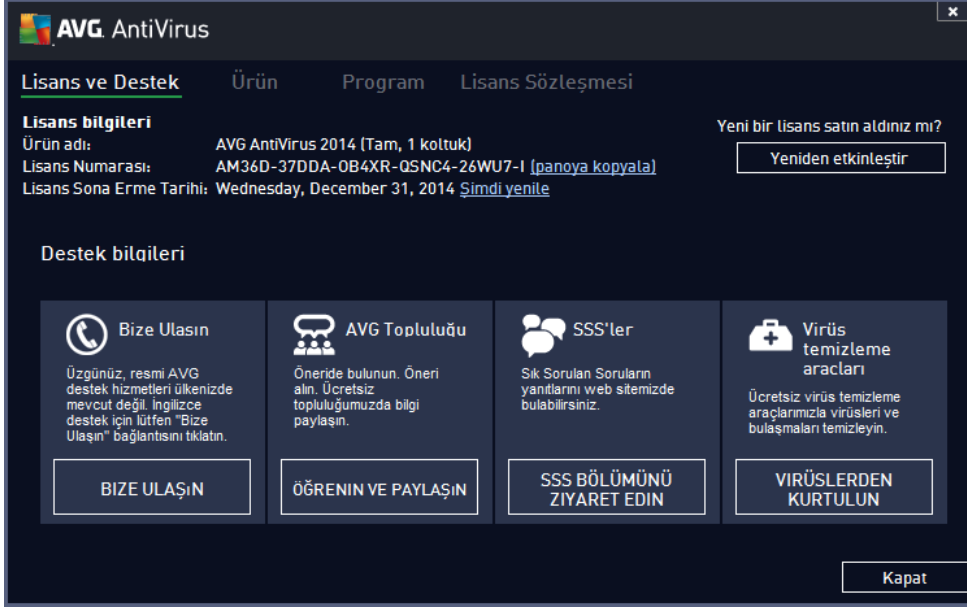 AVG AntiVirus
Lisans ve Destek Ürün Program Lisans Sözleşmesi
Lisans bilgileri
Ürün adı: AVG AntiVirus 2014 (Tam, 1 koltuk)
Lisans Numarası: AM36D-37DDA-OB4XR-QSNC4-26WU7-I (panoya kopyala)
Lisans Sona Erme Tarihi: Wednesday, December 31, 2014 Şimdi yenile
Yeni bir lisans satın aldınız mı?
Yeniden etkinleştir
Destek bilgileri
Bize Ulasın
Üzgünüz, resmi AVG
destek hizmetleri ülkenizde
mevcut değil. İngilizce
destek için lütfen "Bize
Ulaşın" bağlantısını tıklatın.
BIZE ULAŞıN
AVG Topluluğu
Öneride bulunun. Öneri
alın. Ücretsiz
topluluğumuzda bilgi
paylaşın.
ÖĞRENIN VE PAYLAŞıN
SSS'ler
Sık Sorulan Soruların
yanıtlarını web sitemizde
bulabilirsiniz.
SSS BÖLÜMÜNÜ
ZIYARET EDIN
Virüs
temizleme
aracları
Ücretsiz virüs temizleme
araçlarımızla virüsleri ve
bulaşmaları temizleyin.
VIRÜSLERDEN
KURTULUN
Kapat